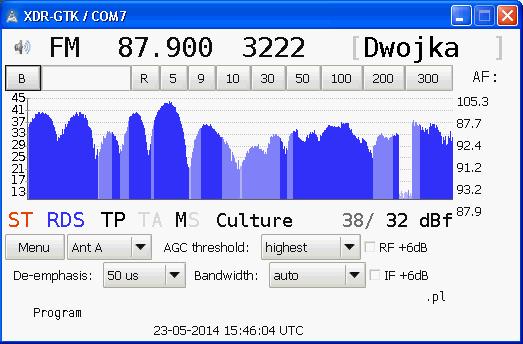 XDR-GTK / COM7
FM 87.900 3222 [Dwojka ]
B R 5 9 10 30 50 100 200 300 AF:
45
41
37
33
29
25
21
17
13
105.3
87.7
92.4
91.2
93.2
87.9
ST RDS TP TA MS Culture 38/ 32 dBf
Menu Ant A AGC threshold: highest RF +6dB
De-emphasis: 50 us Bandwidth: auto IF +6dB
.pl
Program
23-05-2014 15:46:04 UTC